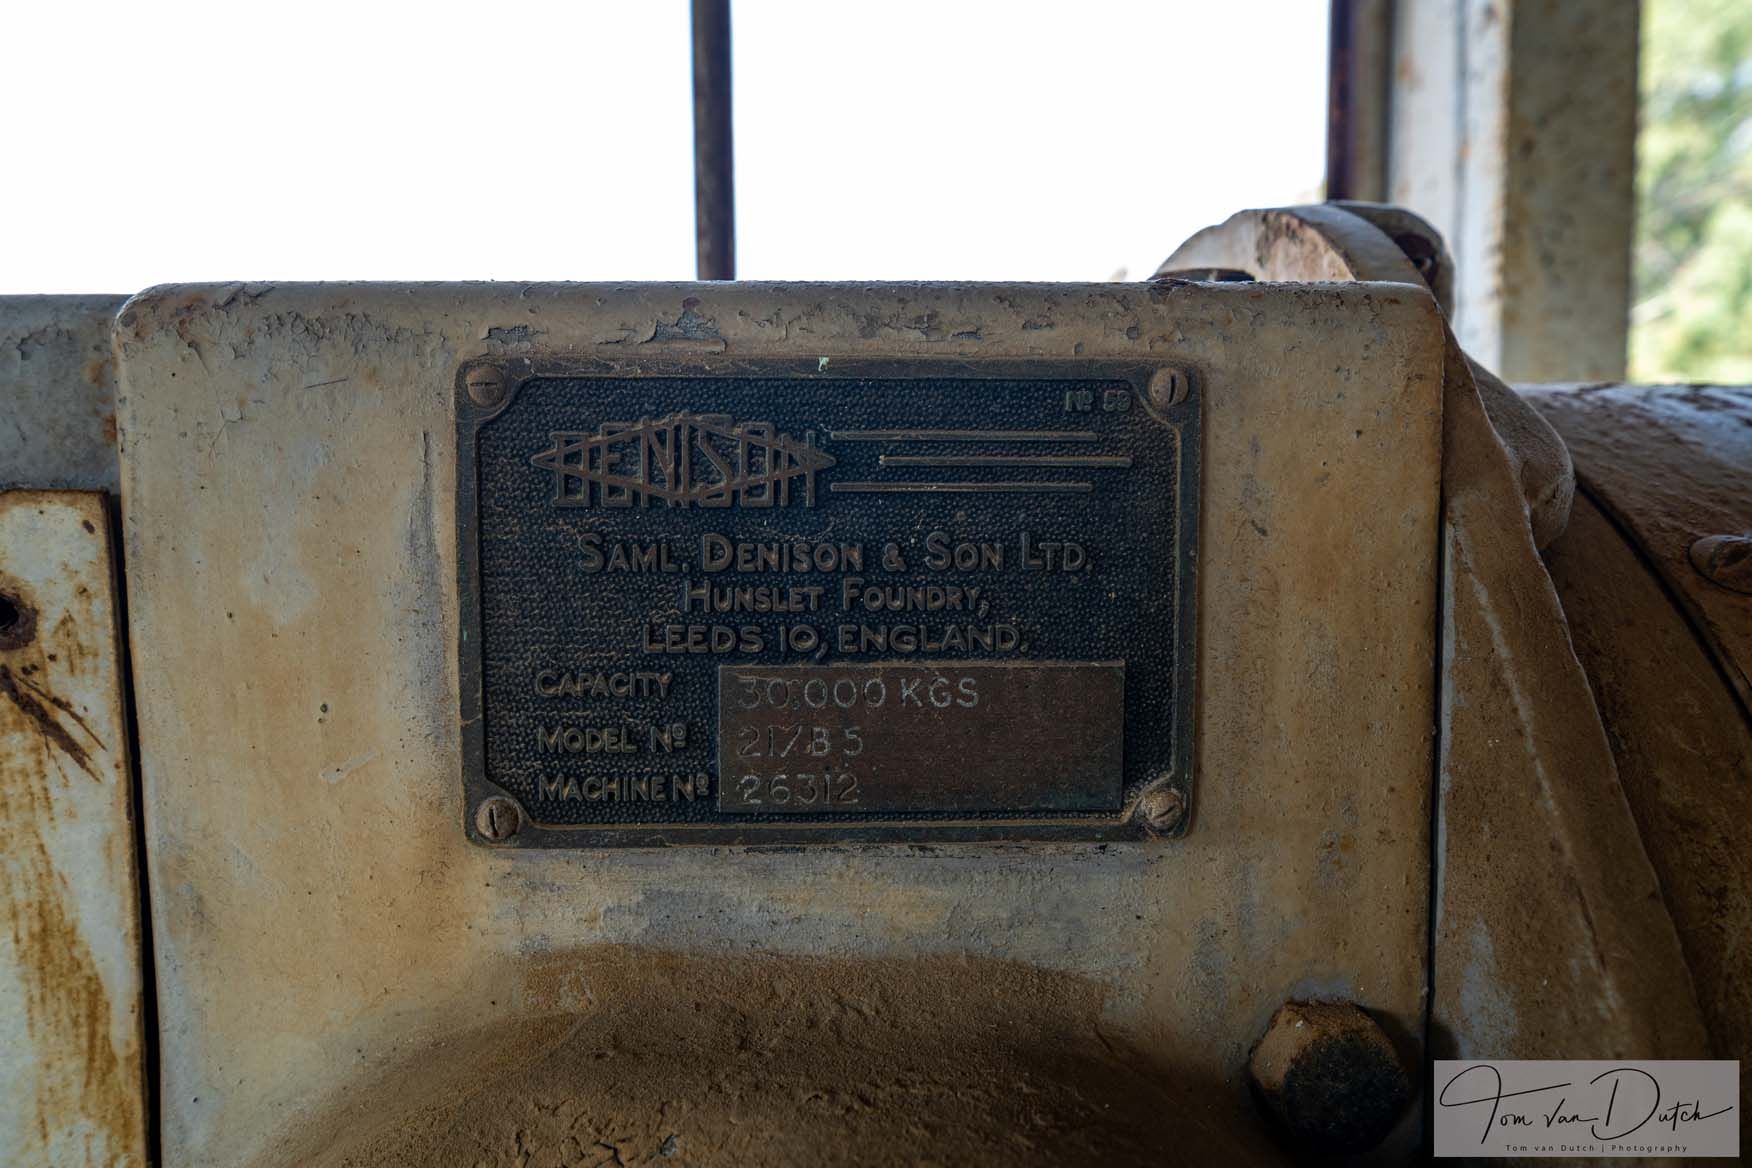 Nº 59
DENISON
SAML. DENISON & SON LTD.
HUNSLET FOUNDRY,
LEEDS 10, ENGLAND.
CAPACITY 30,000 KGS
MODEL Nº 21/B5
MACHINE Nº 26312
Tom van Dutch
Tom van Dutch | Photography